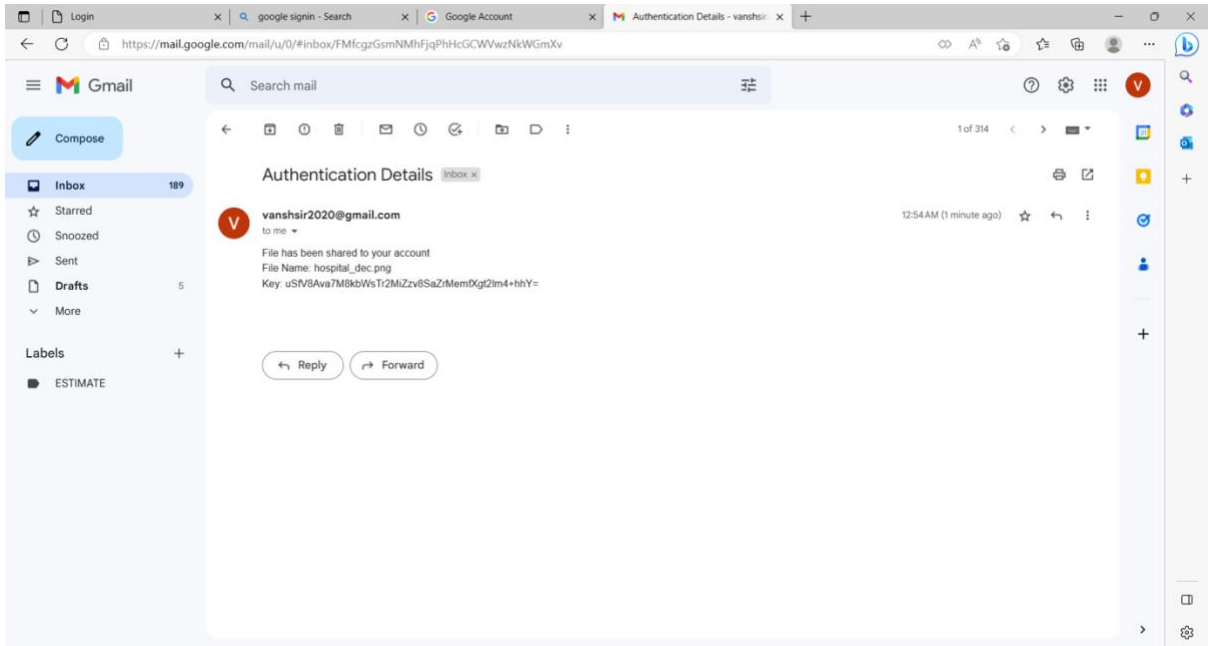 Login
google signin - Search
Google Account
Authentication Details - vanshsir
https://mail.google.com/mail/u/0/#inbox/FMfcgzGsmNMhFjqPhHcGCWVwzNkWGmXv
Gmail
Search mail
V
Compose
1 of 314
Inbox 189
Starred
Snoozed
Sent
Drafts 5
More
Labels
ESTIMATE
Authentication Details Inbox x
V
vanshsir2020@gmail.com
12:54 AM (1 minute ago)
to me
File has been shared to your account
File Name: hospital_dec.png
Key:
Reply
Forward